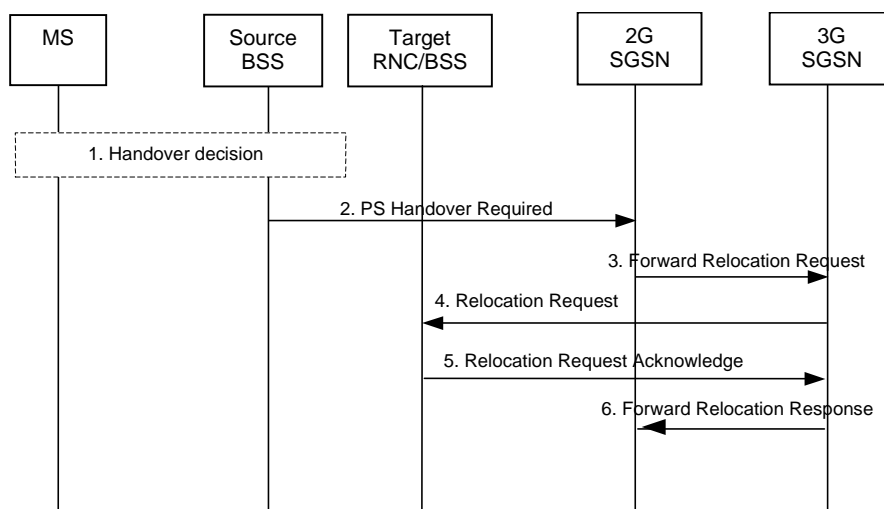 MS
Source
BSS
Target
RNC/BSS
2G
SGSN
3G
SGSN
1. Handover decision
2. PS Handover Required
3. Forward Relocation Request
4. Relocation Request
5. Relocation Request Acknowledge
6. Forward Relocation Response